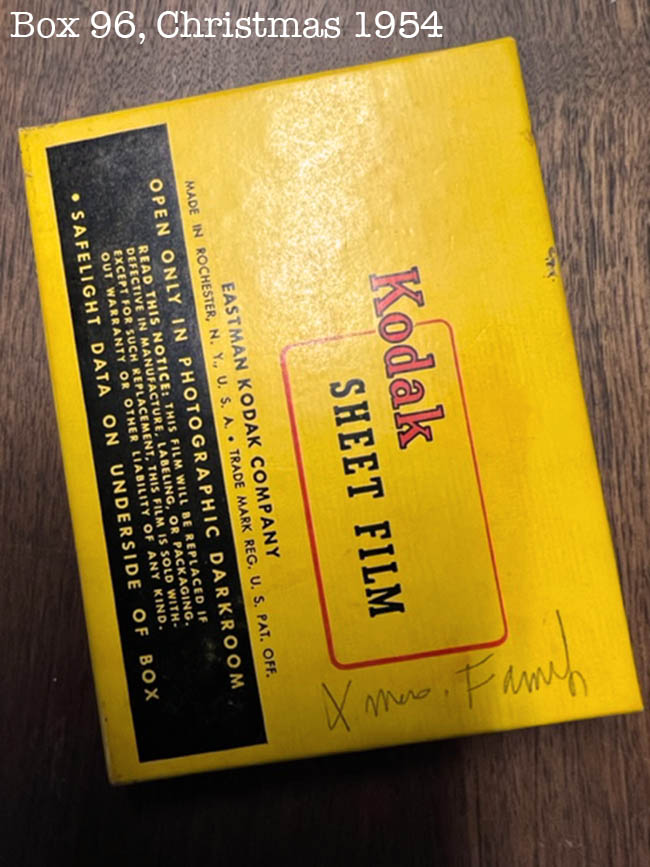 Box 96, Christmas 1954
Kodak
SHEET FILM
EASTMAN KODAK COMPANY
MADE IN ROCHESTER, N. Y., U. S. A. • TRADE MARK REG. U. S. PAT. OFF.
OPEN ONLY IN PHOTOGRAPHIC DARKROOM
READ THIS NOTICE: THIS FILM WILL BE REPLACED IF
DEFECTIVE IN MANUFACTURE, LABELING, OR PACKAGING.
EXCEPT FOR SUCH REPLACEMENT, THIS FILM IS SOLD WITH-
OUT WARRANTY OR OTHER LIABILITY OF ANY KIND.
• SAFELIGHT DATA ON UNDERSIDE OF BOX
Xmas. Family